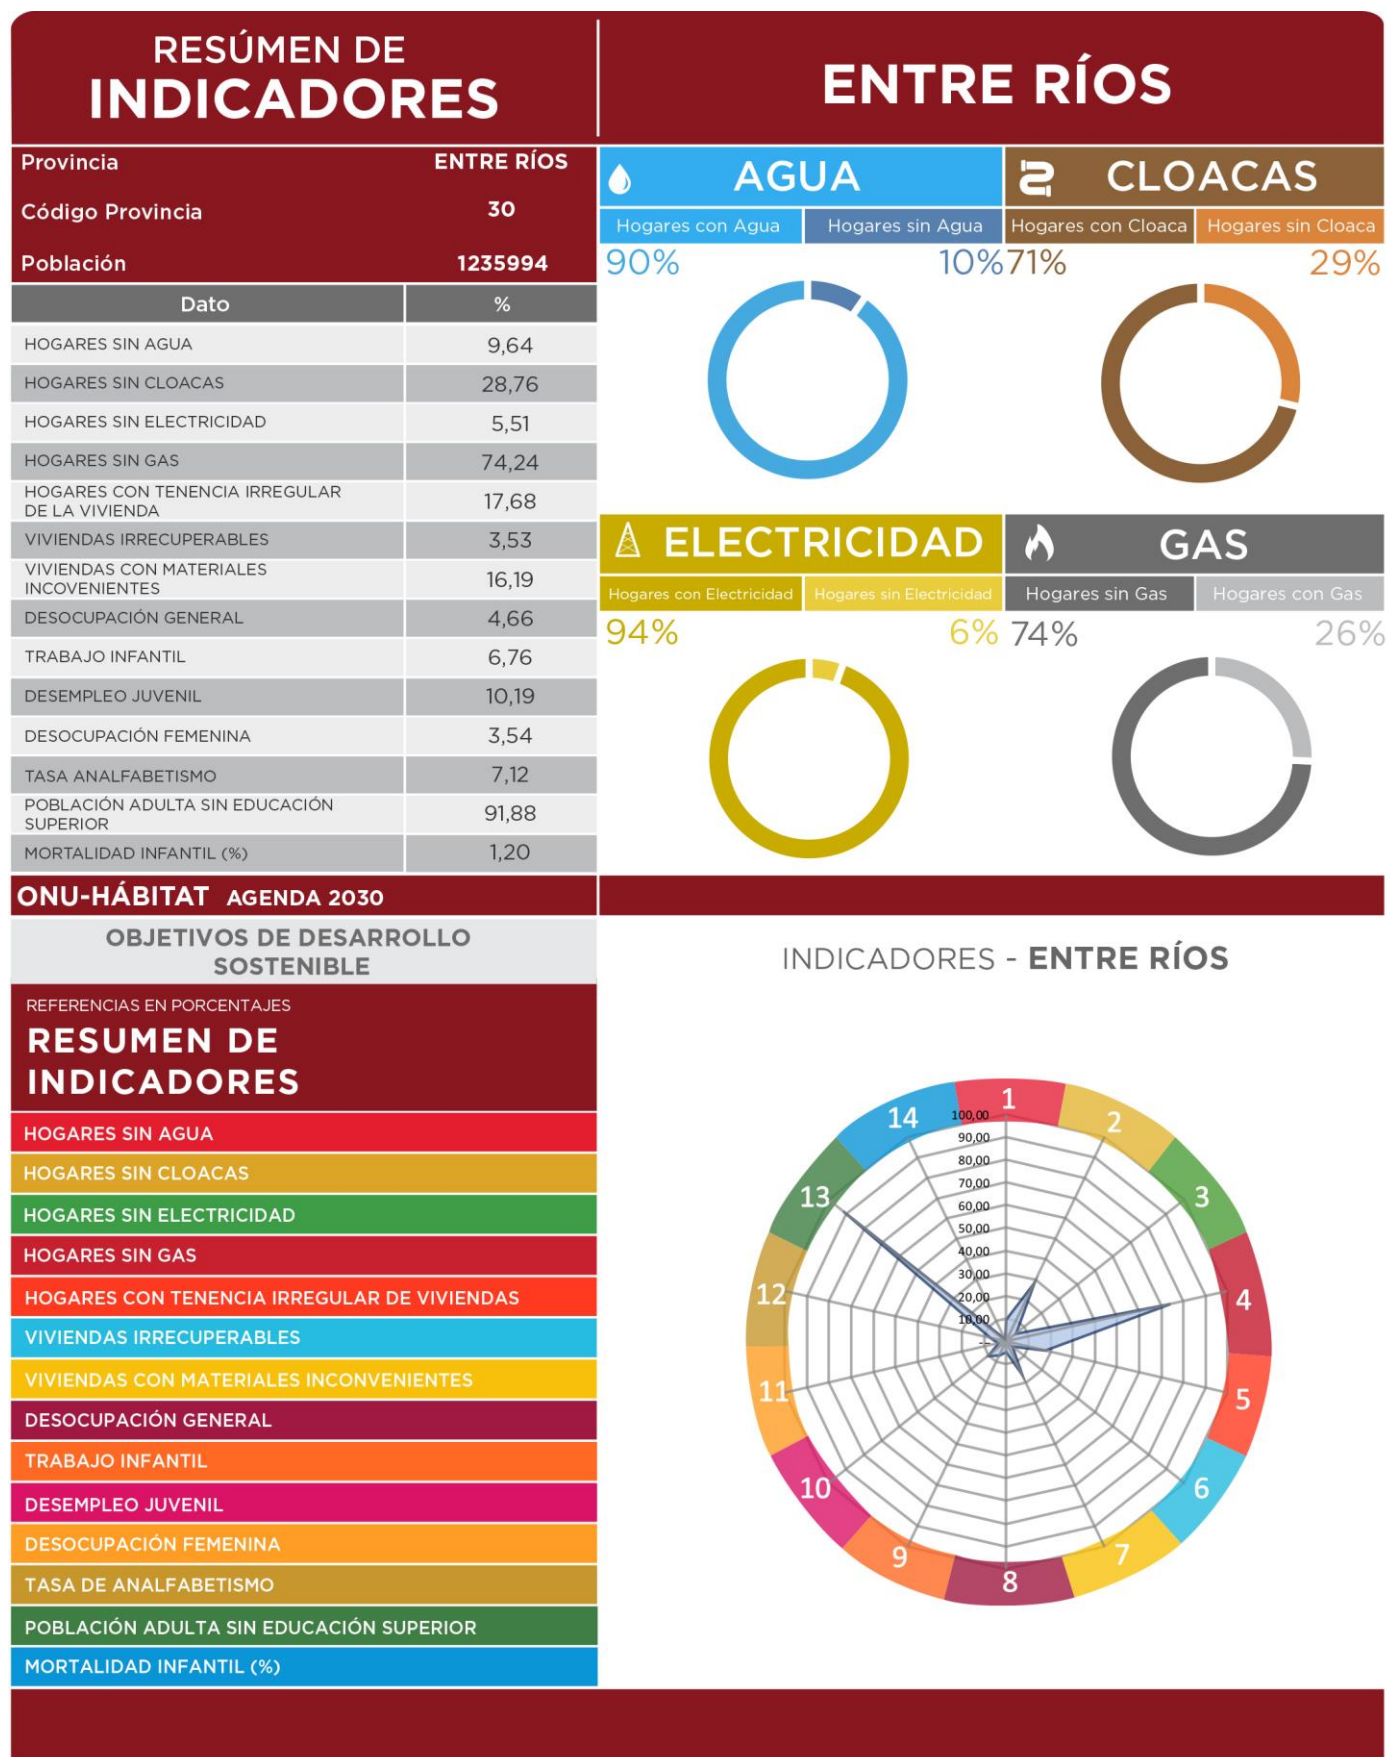 RESÚMEN DE
INDICADORES
ENTRE RÍOS
Provincia ENTRE RÍOS
Código Provincia 30
Población 1235994
Dato %
HOGARES SIN AGUA 9,64
HOGARES SIN CLOACAS 28,76
HOGARES SIN ELECTRICIDAD 5,51
HOGARES SIN GAS 74,24
HOGARES CON TENENCIA IRREGULAR
DE LA VIVIENDA 17,68
VIVIENDAS IRRECUPERABLES 3,53
VIVIENDAS CON MATERIALES
INCOVENIENTES 16,19
DESOCUPACIÓN GENERAL 4,66
TRABAJO INFANTIL 6,76
DESEMPLEO JUVENIL 10,19
DESOCUPACIÓN FEMENINA 3,54
TASA ANALFABETISMO 7,12
POBLACIÓN ADULTA SIN EDUCACIÓN
SUPERIOR 91,88
MORTALIDAD INFANTIL (%) 1,20
AGUA
Hogares con Agua Hogares sin Agua
90% 10%
CLOACAS
Hogares con Cloaca Hogares sin Cloaca
71% 29%
ELECTRICIDAD
Hogares con Electricidad Hogares sin Electricidad
94% 6%
GAS
Hogares sin Gas Hogares con Gas
74% 26%
ONU-HÁBITAT AGENDA 2030
OBJETIVOS DE DESARROLLO
SOSTENIBLE
REFERENCIAS EN PORCENTAJES
RESUMEN DE
INDICADORES
HOGARES SIN AGUA
HOGARES SIN CLOACAS
HOGARES SIN ELECTRICIDAD
HOGARES SIN GAS
HOGARES CON TENENCIA IRREGULAR DE VIVIENDAS
VIVIENDAS IRRECUPERABLES
VIVIENDAS CON MATERIALES INCONVENIENTES
DESOCUPACIÓN GENERAL
TRABAJO INFANTIL
DESEMPLEO JUVENIL
DESOCUPACIÓN FEMENINA
TASA DE ANALFABETISMO
POBLACIÓN ADULTA SIN EDUCACIÓN SUPERIOR
MORTALIDAD INFANTIL (%)
INDICADORES - ENTRE RÍOS
1
2
3
4
5
6
7
8
9
10
11
12
13
14
100,00
90,00
80,00
70,00
60,00
50,00
40,00
30,00
20,00
10,00
--